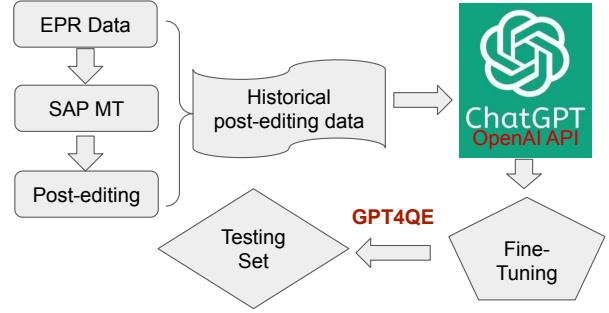 EPR Data
SAP MT
Post-editing
Historical
post-editing data
ChatGPT
OpenAI API
Fine-
Tuning
GPT4QE
Testing
Set